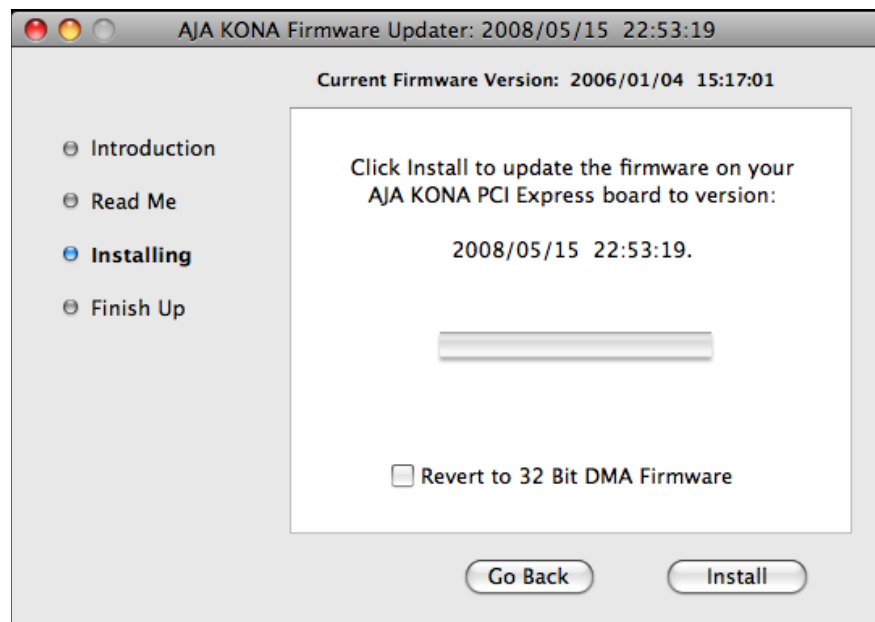 AJA KONA Firmware Updater: 2008/05/15  22:53:19
Current Firmware Version:  2006/01/04  15:17:01
Introduction
Read Me
Installing
Finish Up
Click Install to update the firmware on your
AJA KONA PCI Express board to version:
2008/05/15  22:53:19.
Revert to 32 Bit DMA Firmware
Go Back
Install